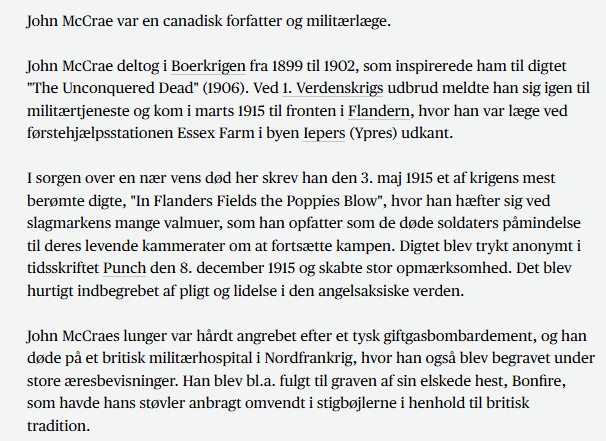 John McCrae var en canadisk forfatter og militærlæge.
John McCrae deltog i Boerkrigen fra 1899 til 1902, som inspirerede ham til digtet
"The Unconquered Dead" (1906). Ved 1. Verdenskrigs udbrud meldte han sig igen til
militærtjeneste og kom i marts 1915 til fronten i Flandern, hvor han var læge ved
førstehjælpsstationen Essex Farm i byen Iepers (Ypres) udkant.
I sorgen over en nær vens død her skrev han den 3. maj 1915 et af krigens mest
berømte digte, "In Flanders Fields the Poppies Blow", hvor han hæfter sig ved
slagmarkens mange valmuer, som han opfatter som de døde soldaters påmindelse
til deres levende kammerater om at fortsætte kampen. Digtet blev trykt anonymt i
tidsskriftet Punch den 8. december 1915 og skabte stor opmærksomhed. Det blev
hurtigt indbegrebet af pligt og lidelse i den angelsaksiske verden.
John McCraes lunger var hårdt angrebet efter et tysk giftgasbombardement, og han
døde på et britisk militærhospital i Nordfrankrig, hvor han også blev begravet under
store æresbevisninger. Han blev bl.a. fulgt til graven af sin elskede hest, Bonfire,
som havde hans støvler anbragt omvendt i stigbøjlerne i henhold til britisk
tradition.